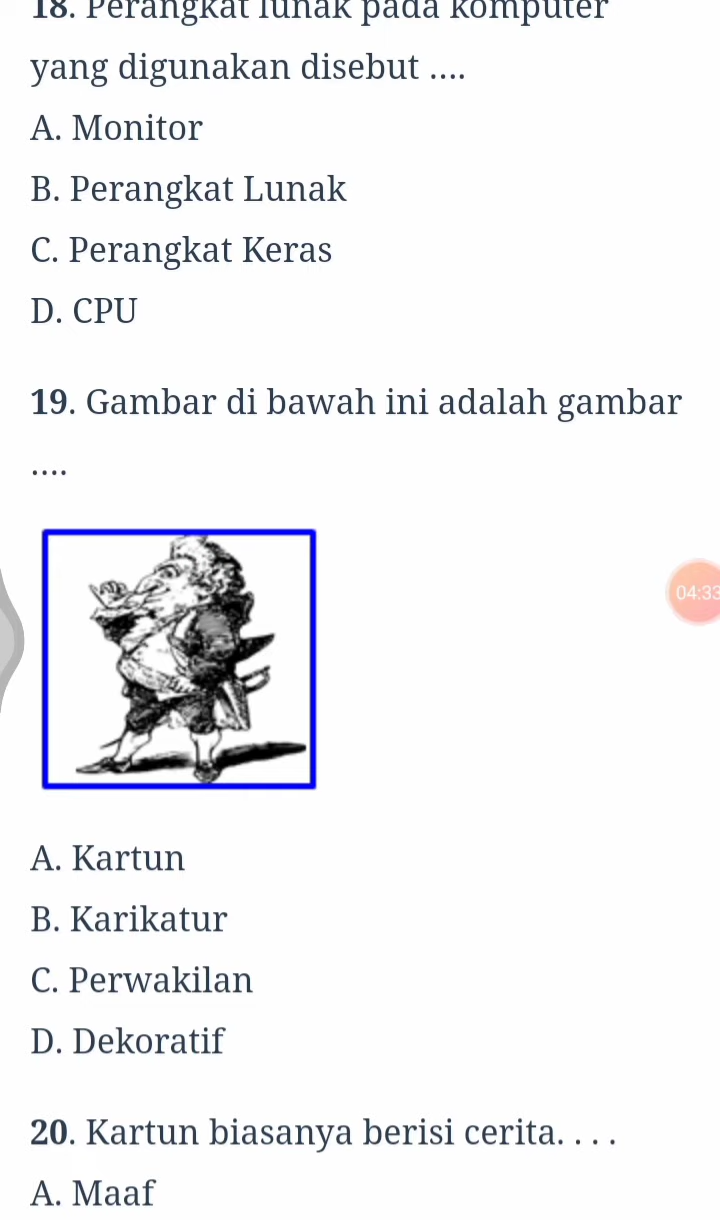 18. Perangkat lunak pada komputer
yang digunakan disebut ....
A. Monitor
B. Perangkat Lunak
C. Perangkat Keras
D. CPU
19. Gambar di bawah ini adalah gambar
....
04:33
A. Kartun
B. Karikatur
C. Perwakilan
D. Dekoratif
20. Kartun biasanya berisi cerita. . . .
A. Maaf